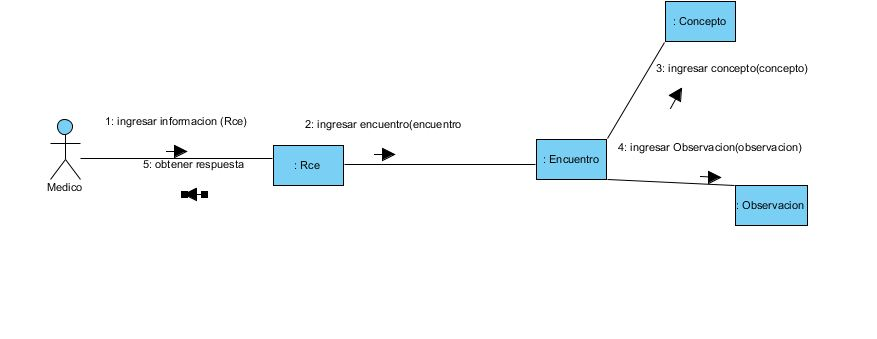 : Concepto
3: ingresar concepto(concepto)
1: ingresar informacion (Rce)
2: ingresar encuentro(encuentro
4: ingresar Observacion(observacion)
: Encuentro
5: obtener respuesta
: Rce
Medico
: Observacion